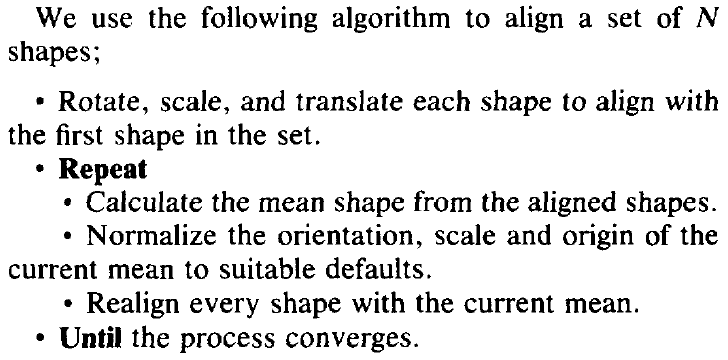 We use the following algorithm to align a set of N
shapes;
• Rotate, scale, and translate each shape to align with
the first shape in the set.
• Repeat
• Calculate the mean shape from the aligned shapes.
• Normalize the orientation, scale and origin of the
current mean to suitable defaults.
• Realign every shape with the current mean.
• Until the process converges.